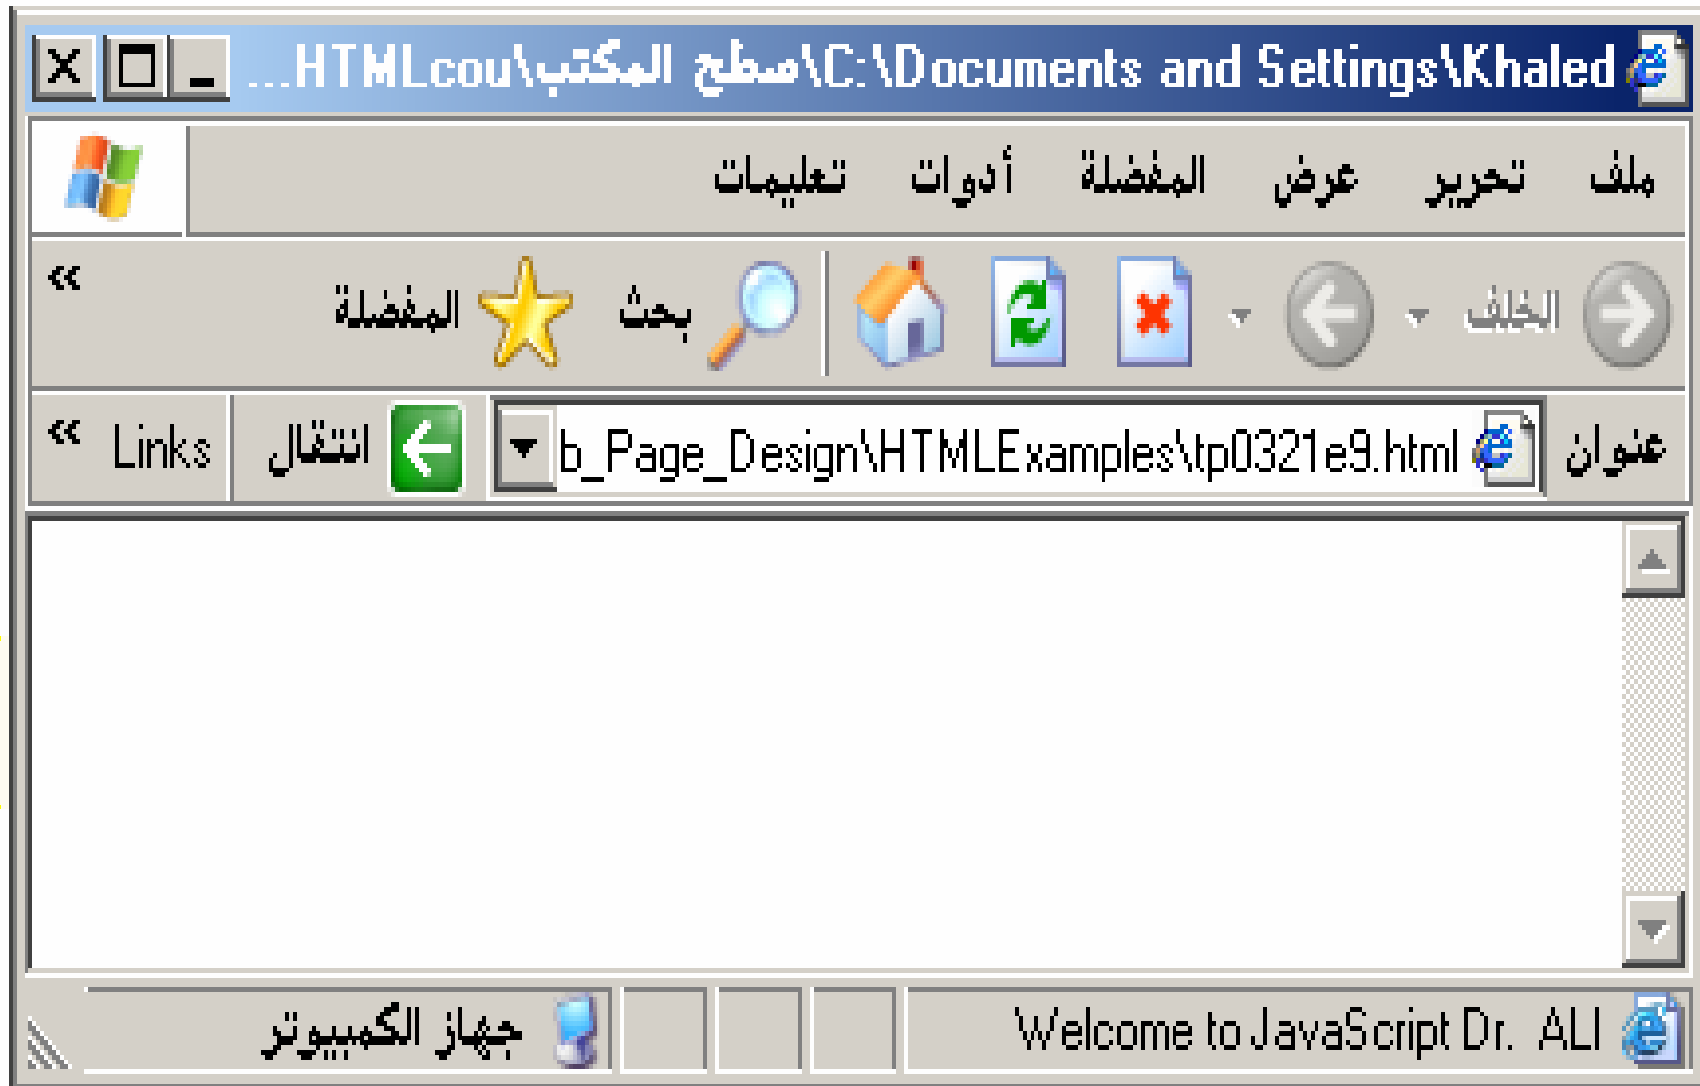 C:\Documents and Settings\Khaled\سطح المكتب\HTMLcou...
ملف تحرير عرض المفضلة أدوات تعليمات
الخلف بحث المفضلة »
عنوان b_Page_Design\HTMLExamples\tp0321e9.html انتقال Links »
Welcome to JavaScript Dr. ALI جهاز الكمبيوتر